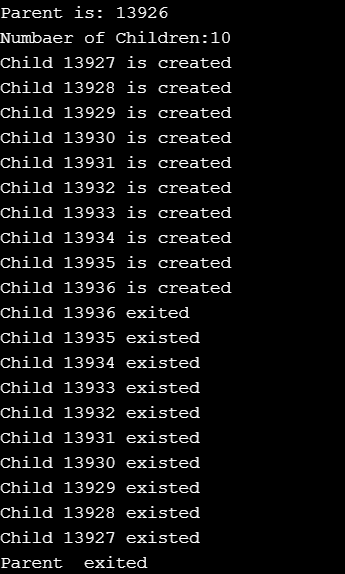 Parent is: 13926
Numbaer of Children:10
Child 13927 is created
Child 13928 is created
Child 13929 is created
Child 13930 is created
Child 13931 is created
Child 13932 is created
Child 13933 is created
Child 13934 is created
Child 13935 is created
Child 13936 is created
Child 13936 exited
Child 13935 existed
Child 13934 existed
Child 13933 existed
Child 13932 existed
Child 13931 existed
Child 13930 existed
Child 13929 existed
Child 13928 existed
Child 13927 existed
Parent  exited